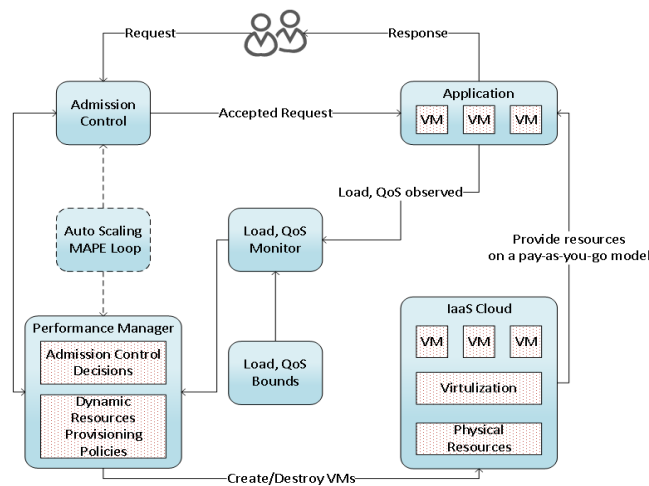 Request
Response
Admission
Control
Accepted Request
Application
VM
VM
VM
Load, QoS observed
Auto Scaling
MAPE Loop
Load, QoS
Monitor
Provide resources
on a pay-as-you-go model
Performance Manager
Admission Control
Decisions
Dynamic
Resources
Provisioning
Policies
Load, QoS
Bounds
IaaS Cloud
VM
VM
VM
Virtulization
Physical
Resources
Create/Destroy VMs